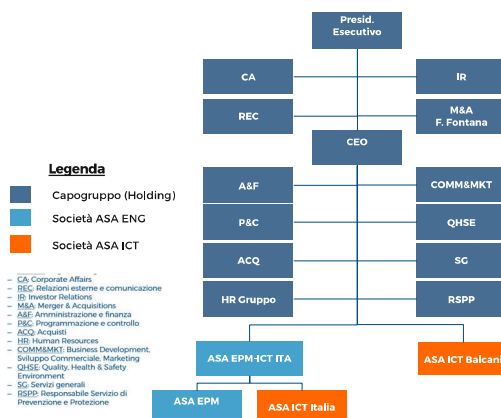 Presid.
Esecutivo
CA
IR
REC
M&A
F. Fontana
CEO
Legenda
Capogruppo (Holding)
Società ASA ENG
Società ASA ICT
A&F
COMM&MKT
P&C
QHSE
ACQ
SG
HR Gruppo
RSPP
– CA: Corporate Affairs
– REC: Relazioni esterne e comunicazione
– IR: Investor Relations
– M&A: Merger & Acquisitions
– A&F: Amministrazione e finanza
– P&C: Programmazione e controllo
– ACQ: Acquisti
– HR: Human Resources
– COMM&MKT: Business Development,
Sviluppo Commerciale, Marketing
– QHSE: Quality, Health & Safety
Environment
– SG: Servizi generali
– RSPP: Responsabile Servizio di
Prevenzione e Protezione
ASA EPM-ICT ITA
ASA ICT Balcani
ASA EPM
ASA ICT Italia